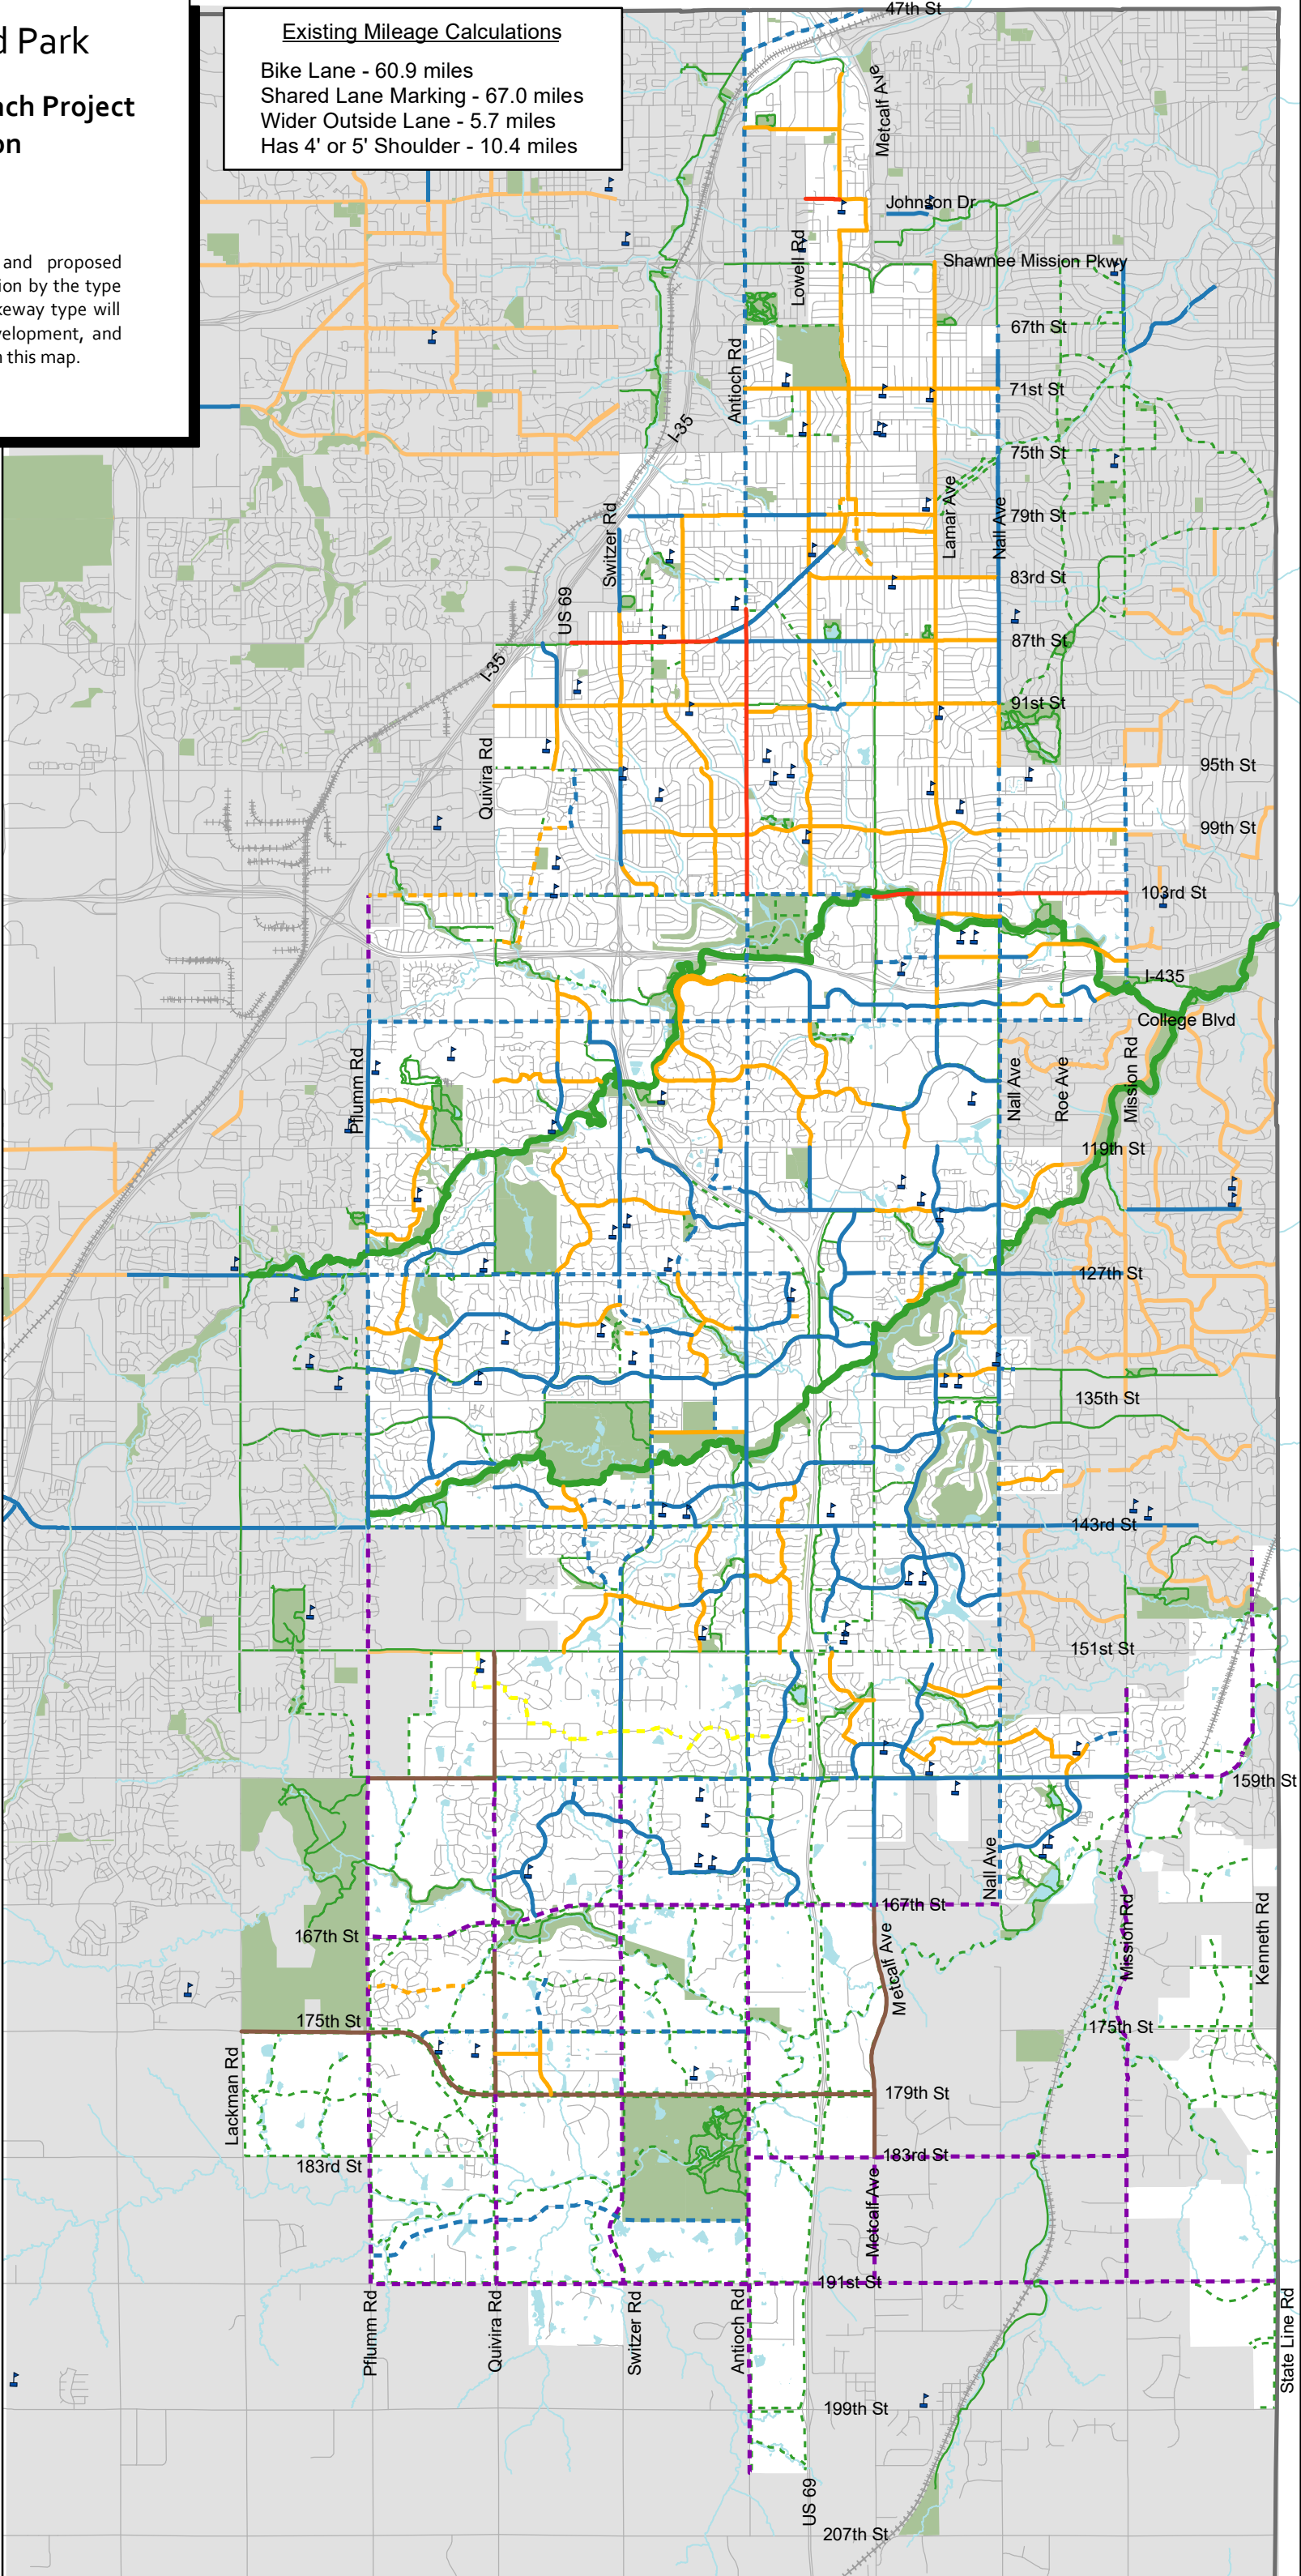 d Park
ach Project
on
and proposed
ion by the type
keway type will
velopment, and
n this map.
Existing Mileage Calculations
Bike Lane - 60.9 miles
Shared Lane Marking - 67.0 miles
Wider Outside Lane - 5.7 miles
Has 4' or 5' Shoulder - 10.4 miles
47th St
Metcalf Ave
Johnson Dr
Lowell Rd
Shawnee Mission Pkwy
67th St
Antioch Rd
71st St
I-35
75th St
Switzer Rd
Lamar Ave
Nall Ave
79th St
US 69
83rd St
87th St
I-35
91st St
Quivira Rd
95th St
99th St
103rd St
I-435
College Blvd
Pflumm Rd
Nall Ave
Roe Ave
Mission Rd
119th St
127th St
135th St
143rd St
151st St
159th St
Nall Ave
167th St
Mission Rd
Kenneth Rd
167th St
Metcalf Ave
175th St
175th St
Lackman Rd
179th St
183rd St
183rd St
Metcalf Ave
191st St
Pflumm Rd
Quivira Rd
Switzer Rd
Antioch Rd
State Line Rd
199th St
US 69
207th St